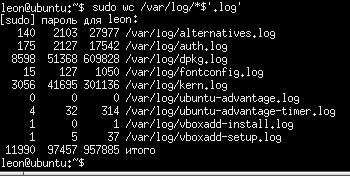 leon@ubuntu:~$ sudo wc /var/log/*$'.log'
[sudo] пароль для leon:
140 2103 27977 /var/log/alternatives.log
175 2127 17542 /var/log/auth.log
8598 51368 609828 /var/log/dpkg.log
15 127 1050 /var/log/fontconfig.log
3056 41695 301136 /var/log/kern.log
0 0 0 /var/log/ubuntu-advantage.log
4 32 314 /var/log/ubuntu-advantage-timer.log
1 0 1 /var/log/vboxadd-install.log
1 5 37 /var/log/vboxadd-setup.log
11990 97457 957885 итого
leon@ubuntu:~$